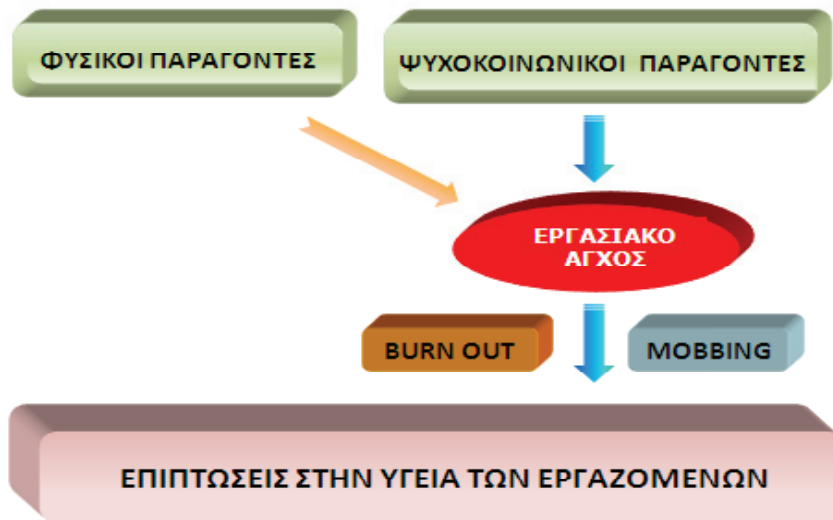 ΦΥΣΙΚΟΙ ΠΑΡΑΓΟΝΤΕΣ
ΨΥΧΟΚΟΙΝΩΝΙΚΟΙ ΠΑΡΑΓΟΝΤΕΣ
ΕΡΓΑΣΙΑΚΟ
ΑΓΧΟΣ
BURN OUT
MOBBING
ΕΠΙΠΤΩΣΕΙΣ ΣΤΗΝ ΥΓΕΙΑ ΤΩΝ ΕΡΓΑΖΟΜΕΝΩΝ